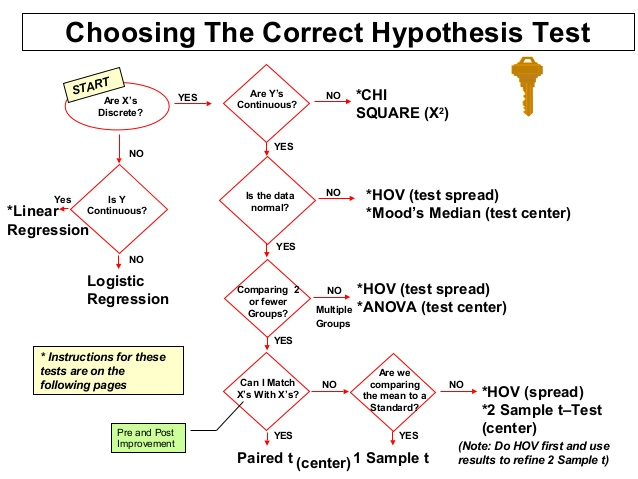 Choosing The Correct Hypothesis Test
START
Are X's
Discrete?
YES
Are Y's
Continuous?
NO
*CHI
SQUARE (X²)
NO
YES
Is Y
Continuous?
Yes
*Linear
Regression
NO
Logistic
Regression
Is the data
normal?
NO
*HOV (test spread)
*Mood's Median (test center)
YES
Comparing 2
or fewer
Groups?
NO
Multiple
Groups
*HOV (test spread)
*ANOVA (test center)
YES
* Instructions for these
tests are on the
following pages
Can I Match
X's With X's?
NO
Are we
comparing
the mean to a
Standard?
NO
*HOV (spread)
*2 Sample t–Test
(center)
(Note: Do HOV first and use
results to refine 2 Sample t)
Pre and Post
Improvement
YES
YES
Paired t (center) 1 Sample t